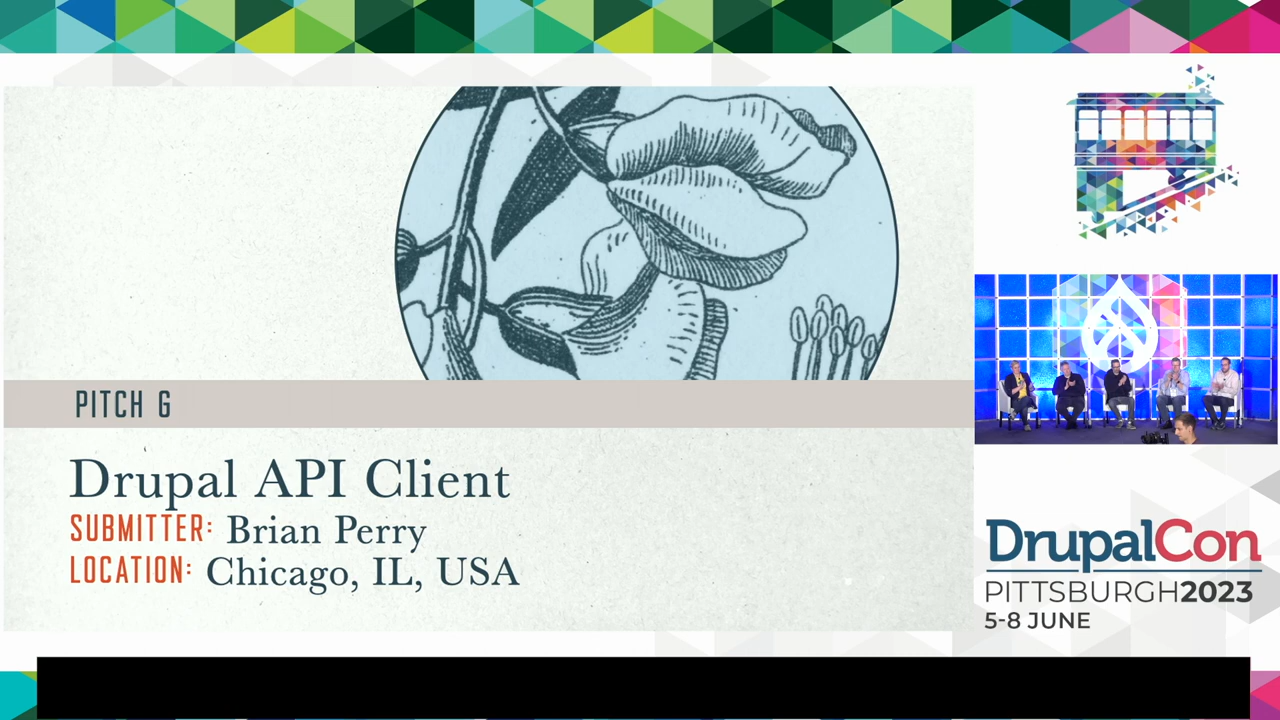 PITCH G
Drupal API Client
SUBMITTER: Brian Perry
LOCATION: Chicago, IL, USA
DrupalCon
PITTSBURGH2023
5-8 JUNE